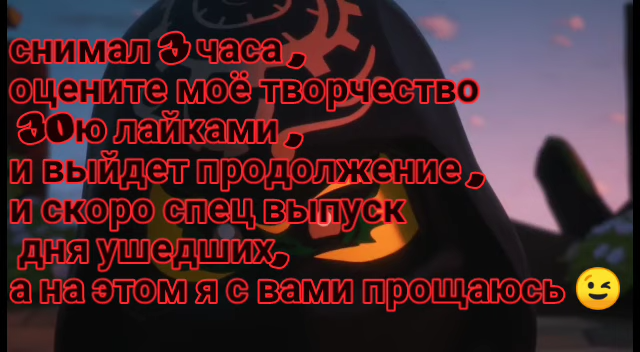 снимал 3 часа,
оцените моё творчество
30ю лайками,
и выйдет продолжение,
и скоро спец выпуск
дня ушедших,
а на этом я с вами прощаюсь 😉